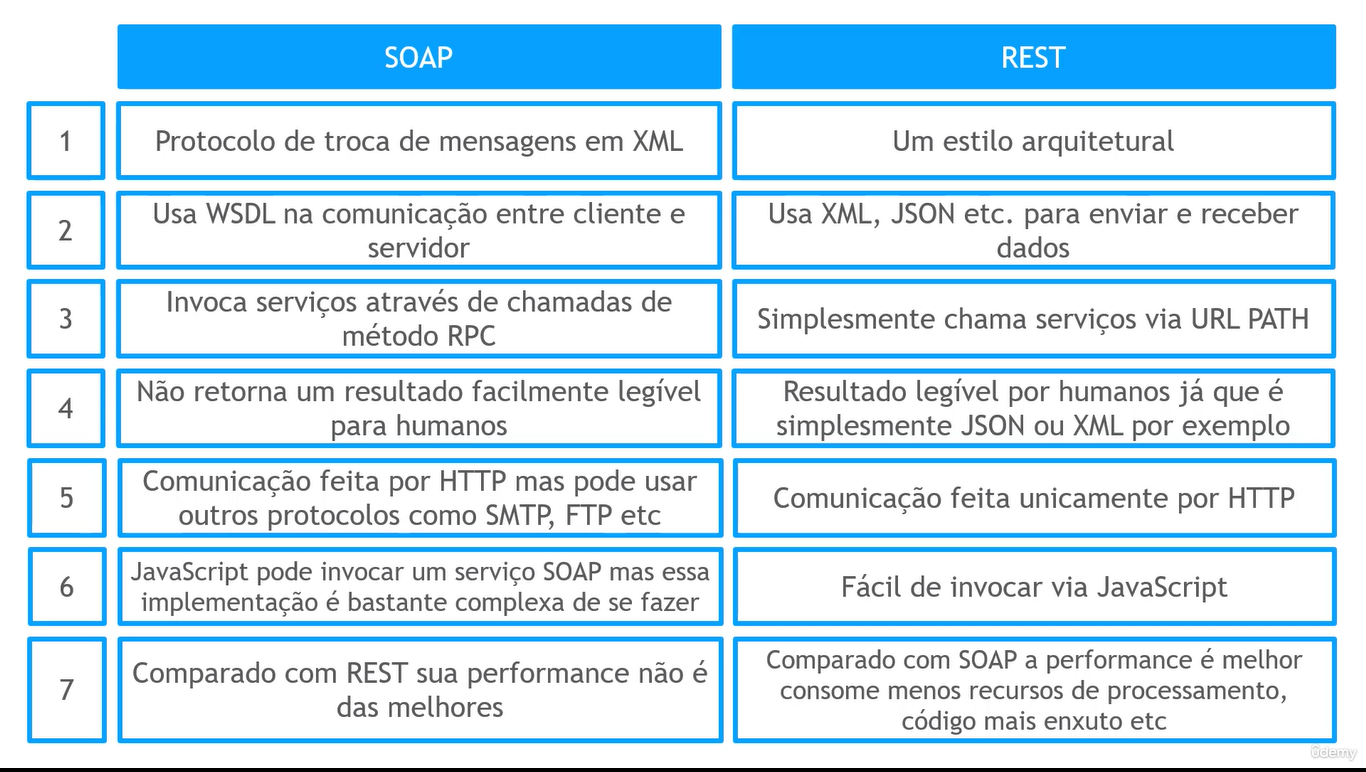 SOAP
REST
1
Protocolo de troca de mensagens em XML
Um estilo arquitetural
2
Usa WSDL na comunicação entre cliente e
servidor
Usa XML, JSON etc. para enviar e receber
dados
3
Invoca serviços através de chamadas de
método RPC
Simplesmente chama serviços via URL PATH
4
Não retorna um resultado facilmente legível
para humanos
Resultado legível por humanos já que é
simplesmente JSON ou XML por exemplo
5
Comunicação feita por HTTP mas pode usar
outros protocolos como SMTP, FTP etc
Comunicação feita unicamente por HTTP
6
JavaScript pode invocar um serviço SOAP mas essa
implementação é bastante complexa de se fazer
Fácil de invocar via JavaScript
7
Comparado com REST sua performance não é
das melhores
Comparado com SOAP a performance é melhor
consome menos recursos de processamento,
código mais enxuto etc
ûdemy